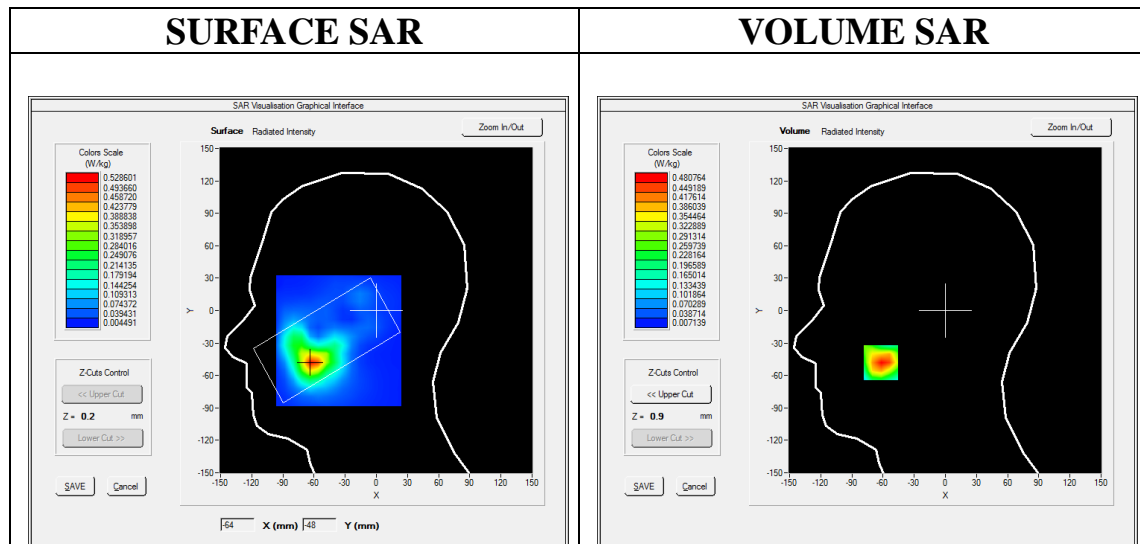 SURFACE SAR
VOLUME SAR
SAR Visualisation Graphical Interface
Surface Radiated Intensity
Zoom In/Out
Colors Scale
(W/kg)
0.528601
0.493660
0.458720
0.423779
0.388838
0.353898
0.318957
0.284016
0.249076
0.214135
0.179194
0.144254
0.109313
0.074372
0.039431
0.004491
Z-Cuts Control
<< Upper Cut
Z = 0.2 mm
Lower Cut >>
SAVE Cancel
150
120
90
60
30
0
-30
-60
-90
-120
-150
Y
-150 -120 -90 -60 -30 0 30 60 90 120 150
X
-64 X (mm) -48 Y (mm)
SAR Visualisation Graphical Interface
Volume Radiated Intensity
Zoom In/Out
Colors Scale
(W/kg)
0.480764
0.449189
0.417614
0.386039
0.354464
0.322889
0.291314
0.259739
0.228164
0.196589
0.165014
0.133439
0.101864
0.070289
0.038714
0.007139
Z-Cuts Control
<< Upper Cut
Z = 0.9 mm
Lower Cut >>
SAVE Cancel
150
120
90
60
30
0
-30
-60
-90
-120
-150
Y
-150 -120 -90 -60 -30 0 30 60 90 120 150
X